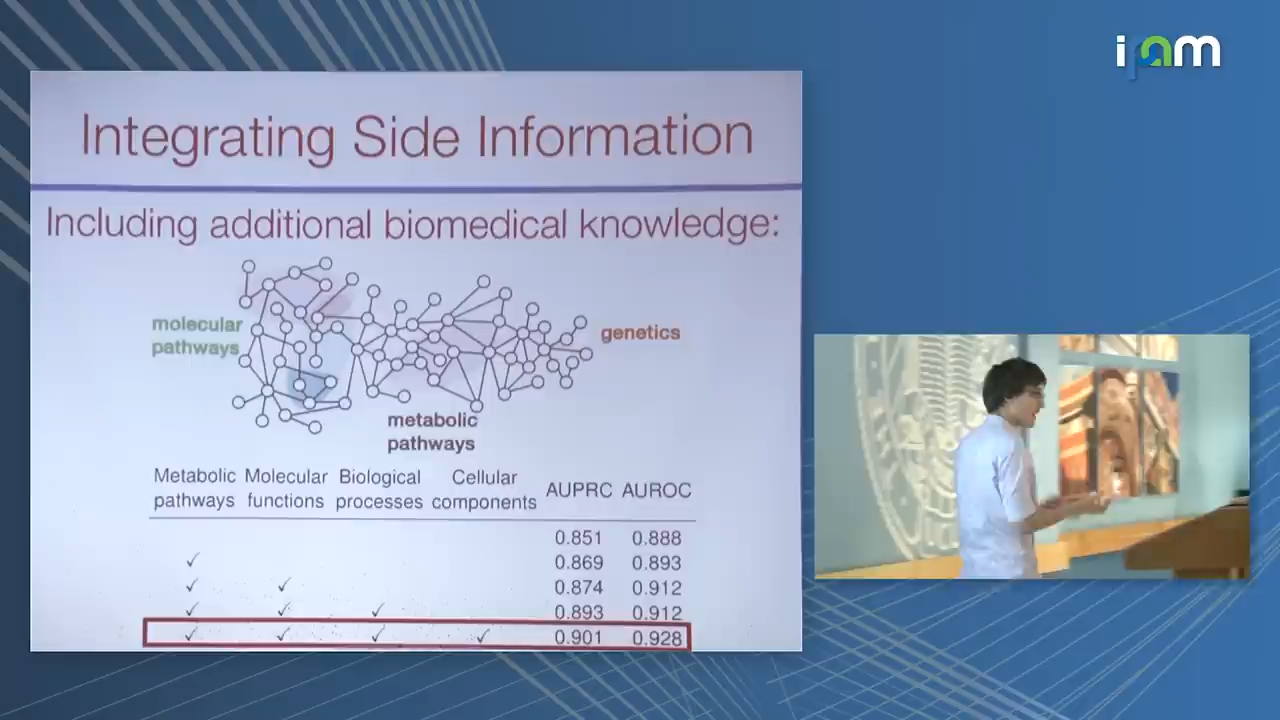 ipam
Integrating Side Information
Including additional biomedical knowledge:
molecular
pathways
genetics
metabolic
pathways
Metabolic Molecular Biological Cellular AUPRC AUROC
pathways functions processes components
0.851 0.888
✓ 0.869 0.893
✓ ✓ 0.874 0.912
✓ ✓ ✓ 0.893 0.912
✓ ✓ ✓ ✓ 0.901 0.928